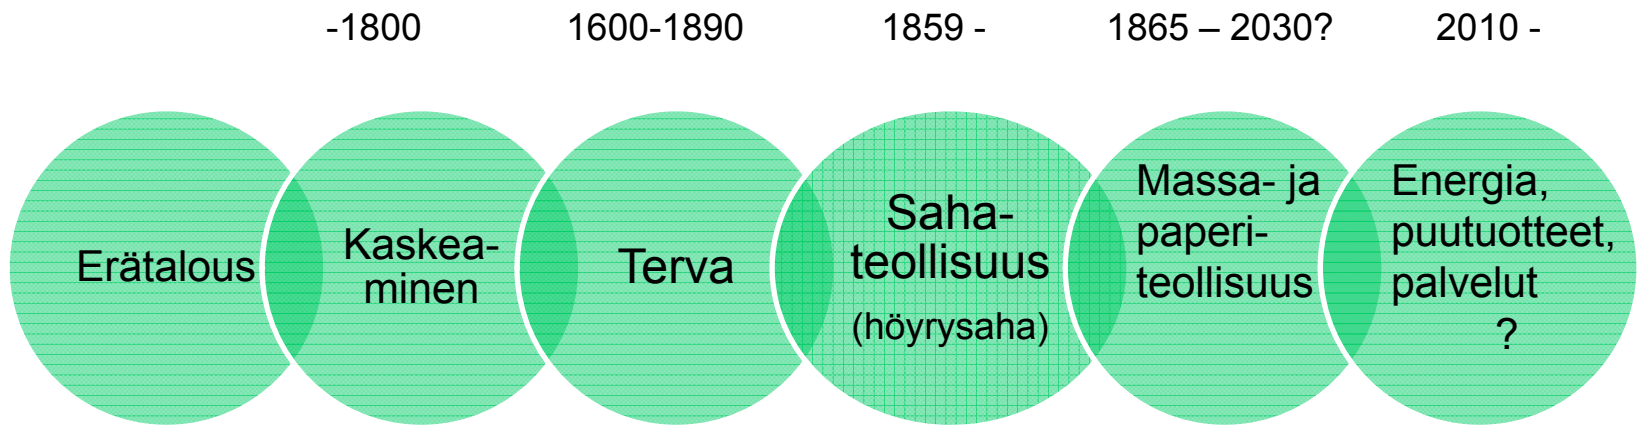 -1800
1600-1890
1859 -
1865 – 2030?
2010 -
Erätalous
Kaskea-
minen
Terva
Saha-
teollisuus
(höyrysaha)
Massa- ja
paperi-
teollisuus
Energia,
puutuotteet,
palvelut
?